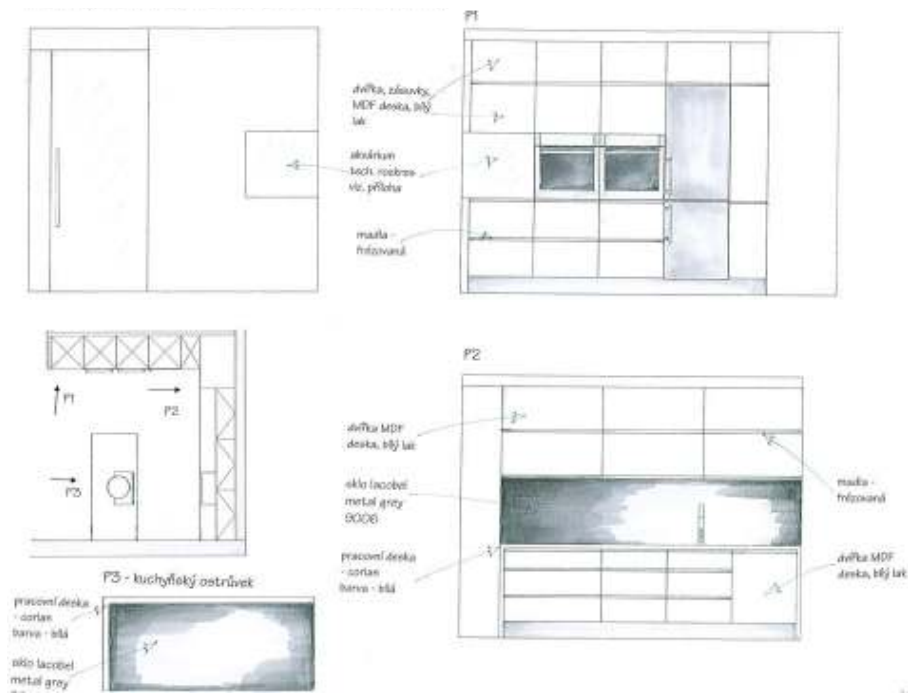 P1
dvířka, zásuvky,
MDF deska, bílý
lak
akvárium
tech. rozkres
viz. příloha
madla -
frézovaná
P1
P2
P3
P2
dvířka MDF
deska, bílý lak
sklo lacobel
metal grey
9006
pracovní deska
- corian
barva - bílá
madla -
frézovaná
dvířka MDF
deska, bílý lak
P3 - kuchyňský ostrůvek
pracovní deska
- corian
barva - bílá
sklo lacobel
metal grey